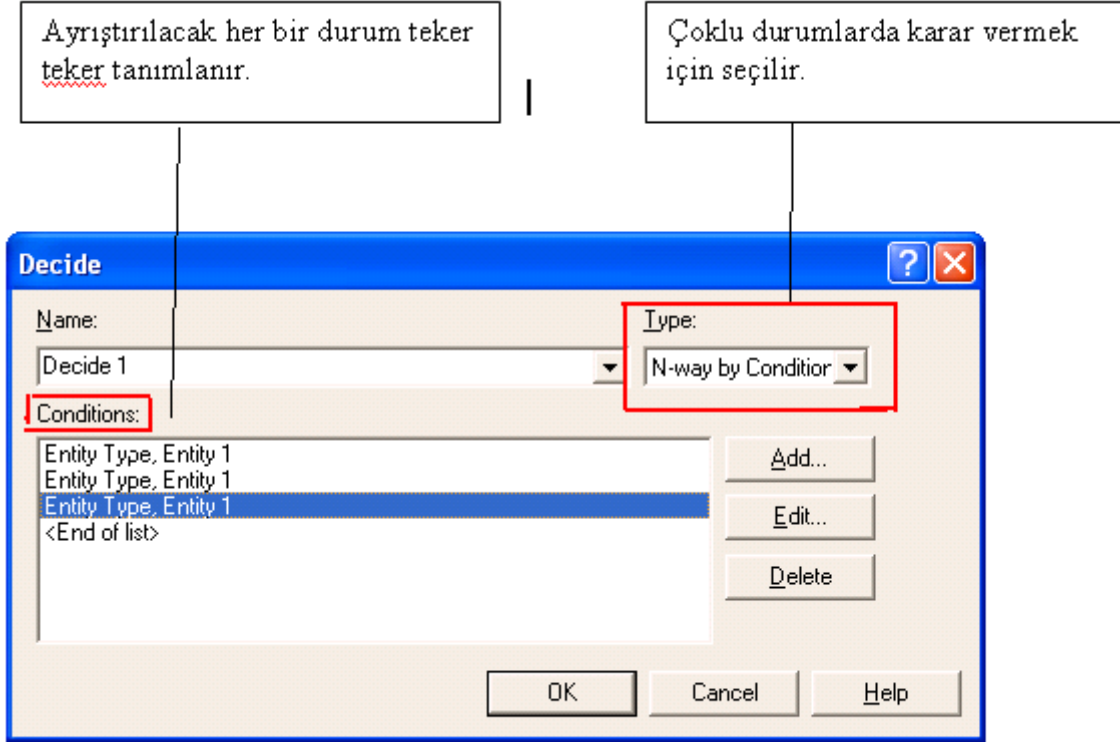 Ayrıştırılacak her bir durum teker
teker tanımlanır.
Çoklu durumlarda karar vermek
için seçilir.
Decide
Name:
Type:
Decide 1
N-way by Condition
Conditions:
Entity Type, Entity 1
Entity Type, Entity 1
Entity Type, Entity 1
<End of list>
Add...
Edit...
Delete
OK
Cancel
Help